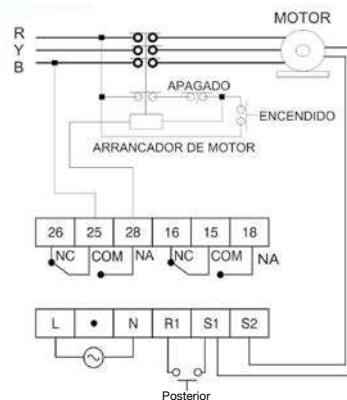 MOTOR
R
Y
B
APAGADO
ENCENDIDO
ARRANCADOR DE MOTOR
26 25 28 16 15 18
NC COM NA NC COM NA
L • N R1 S1 S2
Posterior